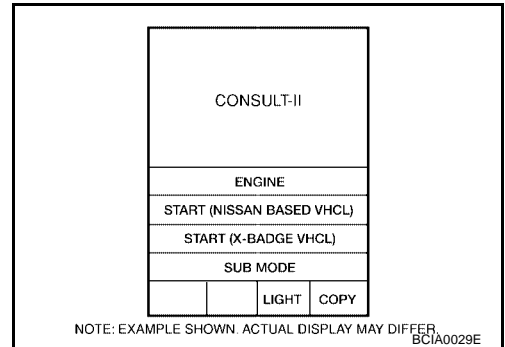 CONSULT-II
ENGINE
START (NISSAN BASED VHCL)
START (X-BADGE VHCL)
SUB MODE
LIGHT COPY
NOTE: EXAMPLE SHOWN. ACTUAL DISPLAY MAY DIFFER.
BCIA0029E